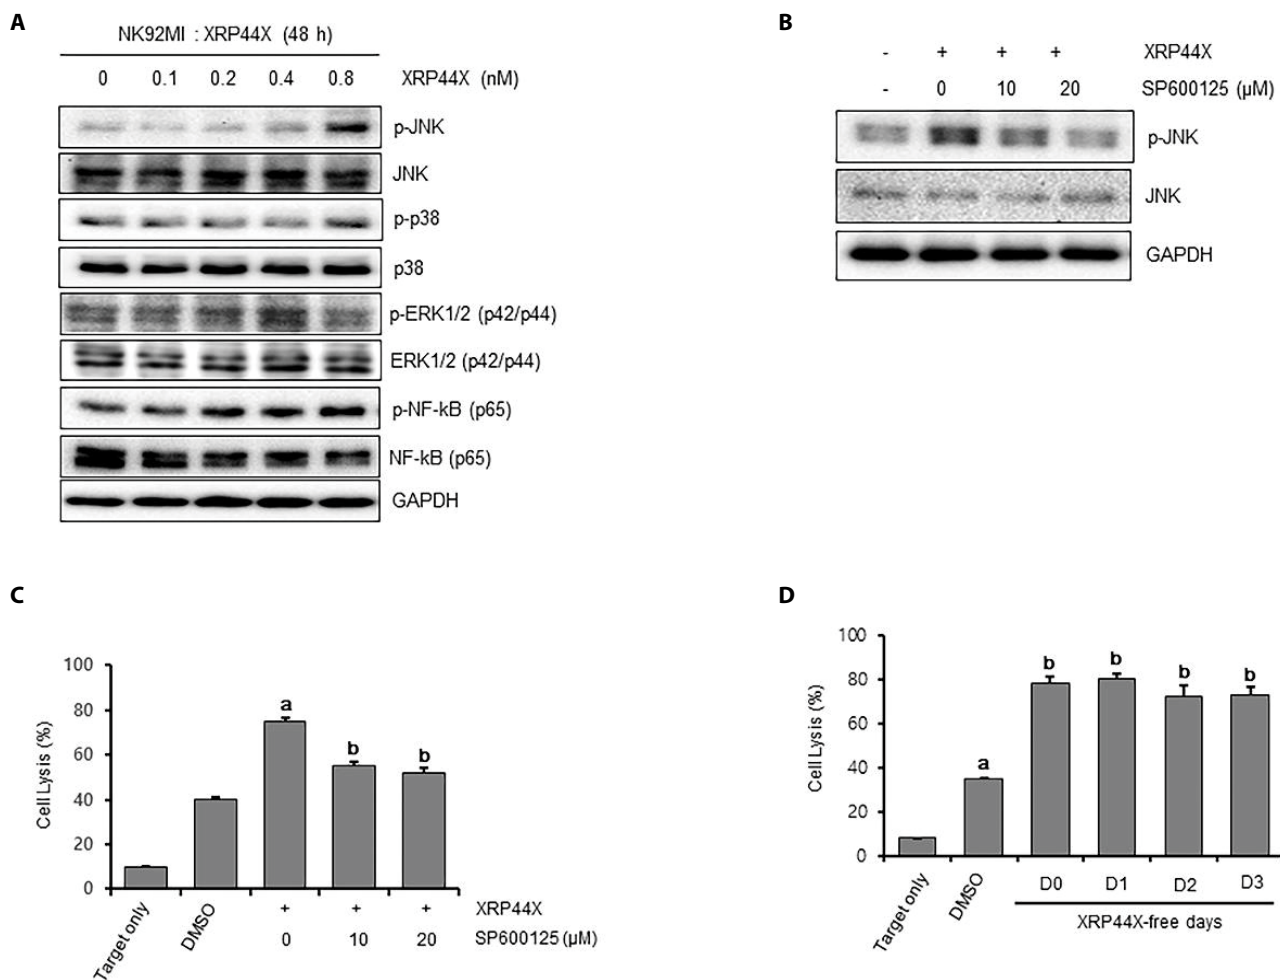 A
NK92MI : XRP44X (48 h)
0 0.1 0.2 0.4 0.8 XRP44X (nM)
p-JNK
JNK
p-p38
p38
p-ERK1/2 (p42/p44)
ERK1/2 (p42/p44)
p-NF-kB (p65)
NF-kB (p65)
GAPDH
B
- + + + XRP44X
- 0 10 20 SP600125 (µM)
p-JNK
JNK
GAPDH
C
Cell Lysis (%)
100
80
60
40
20
0
a
b
b
Target only
DMSO
+ + + XRP44X
0 10 20 SP600125 (µM)
D
Cell Lysis (%)
100
80
60
40
20
0
a
b
b
b
b
Target only
DMSO
D0 D1 D2 D3
XRP44X-free days